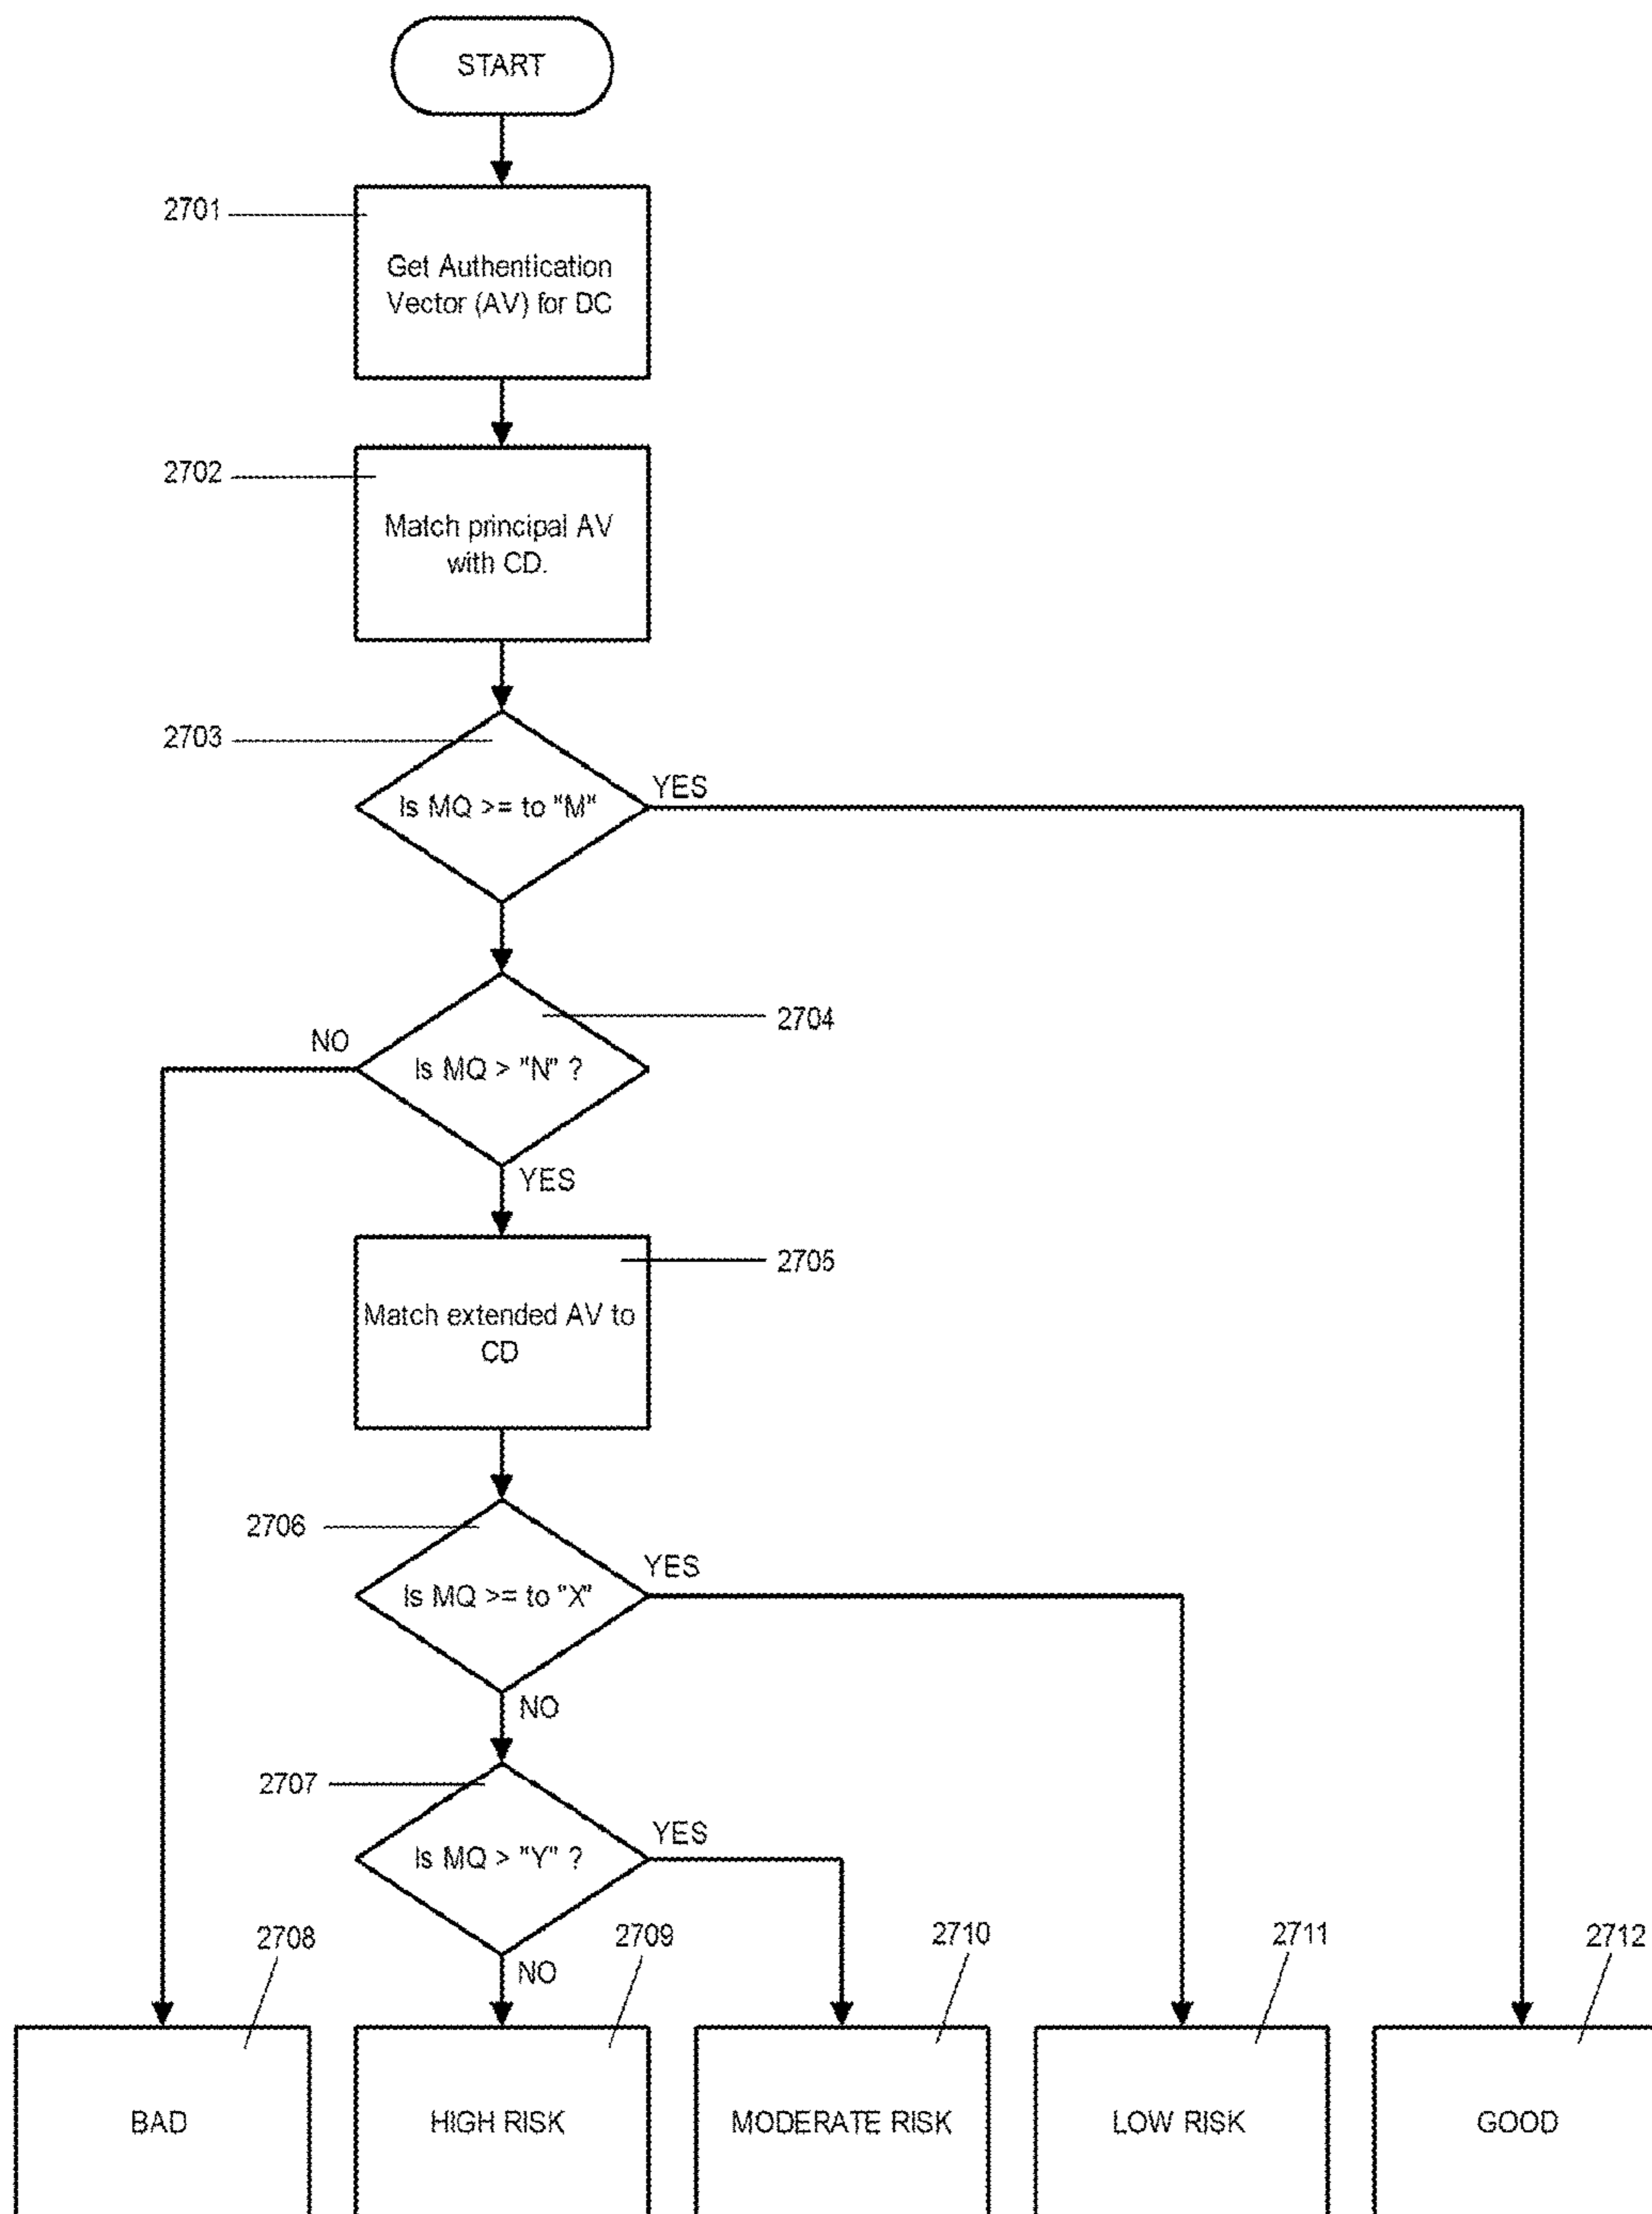 START
2701
Get Authentication
Vector (AV) for DC
2702
Match principal AV
with CD.
2703
Is MQ >= to "M"
YES
2704
NO
Is MQ > "N" ?
YES
2705
Match extended AV to
CD
2706
YES
Is MQ >= to "X"
NO
2707
YES
Is MQ > "Y" ?
NO
2708
2709
2710
2711
2712
BAD
HIGH RISK
MODERATE RISK
LOW RISK
GOOD